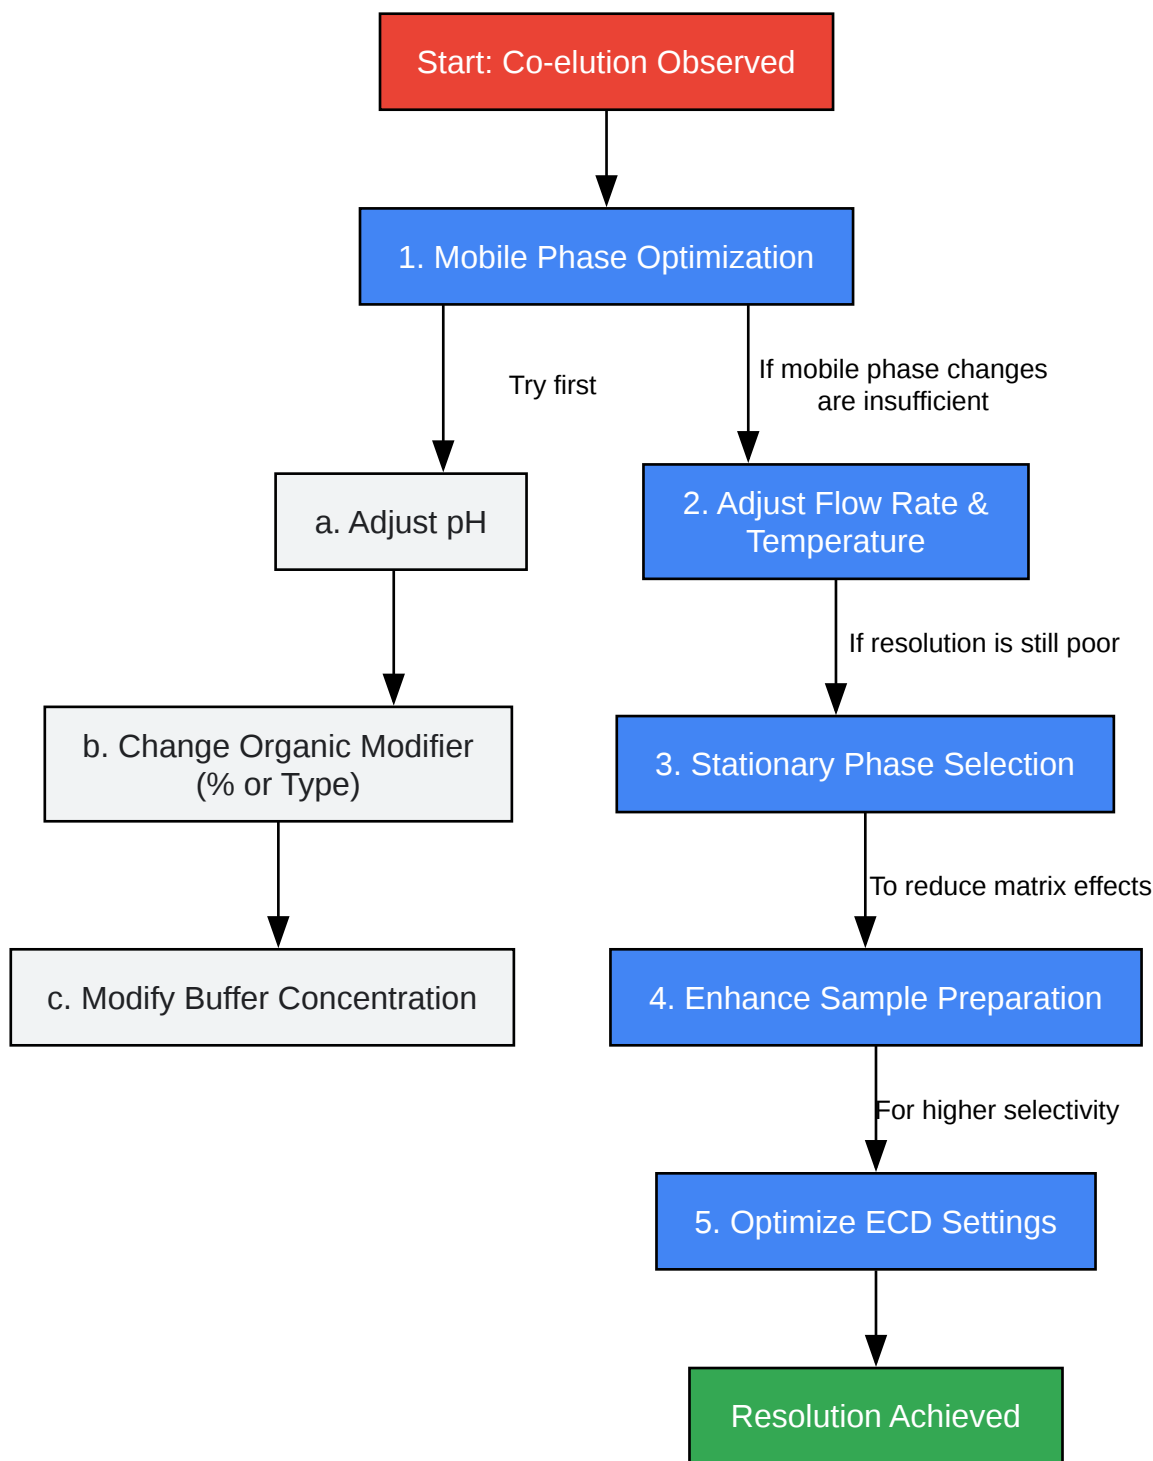 Start: Co-elution Observed
1. Mobile Phase Optimization
Try first
If mobile phase changes
are insufficient
a. Adjust pH
2. Adjust Flow Rate &
Temperature
If resolution is still poor
b. Change Organic Modifier
(% or Type)
3. Stationary Phase Selection
To reduce matrix effects
c. Modify Buffer Concentration
4. Enhance Sample Preparation
For higher selectivity
5. Optimize ECD Settings
Resolution Achieved